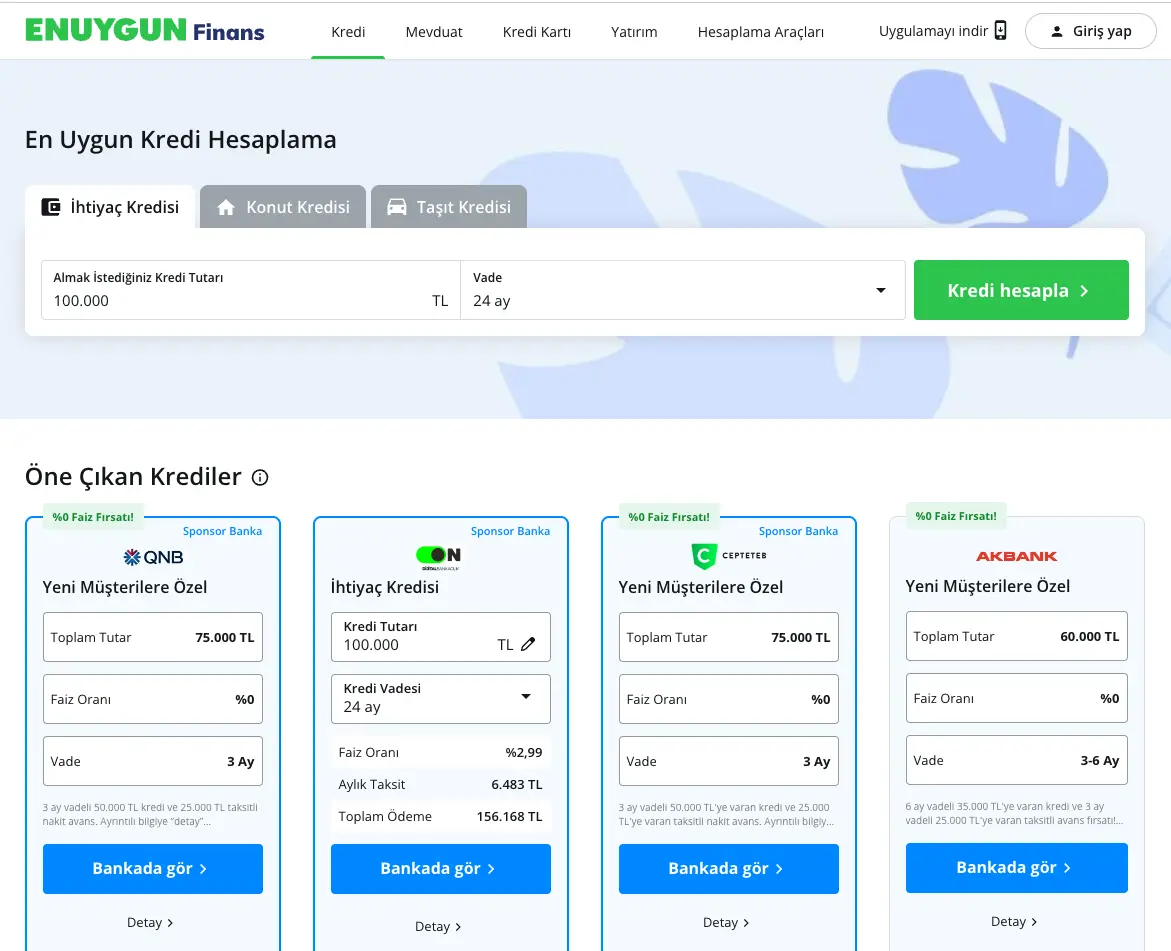 ENUYGUN Finans
Kredi
Mevduat
Kredi Kartı
Yatırım
Hesaplama Araçları
Uygulamayı indir
Giriş yap
En Uygun Kredi Hesaplama
İhtiyaç Kredisi
Konut Kredisi
Taşıt Kredisi
Almak İstediğiniz Kredi Tutarı
100.000 TL
Vade
24 ay
Kredi hesapla
Öne Çıkan Krediler
%0 Faiz Fırsatı!
Sponsor Banka
QNB
Yeni Müşterilere Özel
Toplam Tutar 75.000 TL
Faiz Oranı %0
Vade 3 Ay
3 ay vadeli 50.000 TL kredi ve 25.000 TL taksitli
nakit avans. Ayrıntılı bilgiye “detay”...
Bankada gör
Detay
Sponsor Banka
ON
İhtiyaç Kredisi
Kredi Tutarı
100.000 TL
Kredi Vadesi
24 ay
Faiz Oranı %2,99
Aylık Taksit 6.483 TL
Toplam Ödeme 156.168 TL
Bankada gör
Detay
%0 Faiz Fırsatı!
Sponsor Banka
CEPTETEB
Yeni Müşterilere Özel
Toplam Tutar 75.000 TL
Faiz Oranı %0
Vade 3 Ay
3 ay vadeli 50.000 TL'ye varan kredi ve 25.000
TL'ye varan taksitli nakit avans. Ayrıntılı bilgiy...
Bankada gör
Detay
%0 Faiz Fırsatı!
AKBANK
Yeni Müşterilere Özel
Toplam Tutar 60.000 TL
Faiz Oranı %0
Vade 3-6 Ay
6 ay vadeli 35.000 TL'ye varan kredi ve 3 ay
vadeli 25.000 TL'ye varan taksitli avans fırsatı!...
Bankada gör
Detay